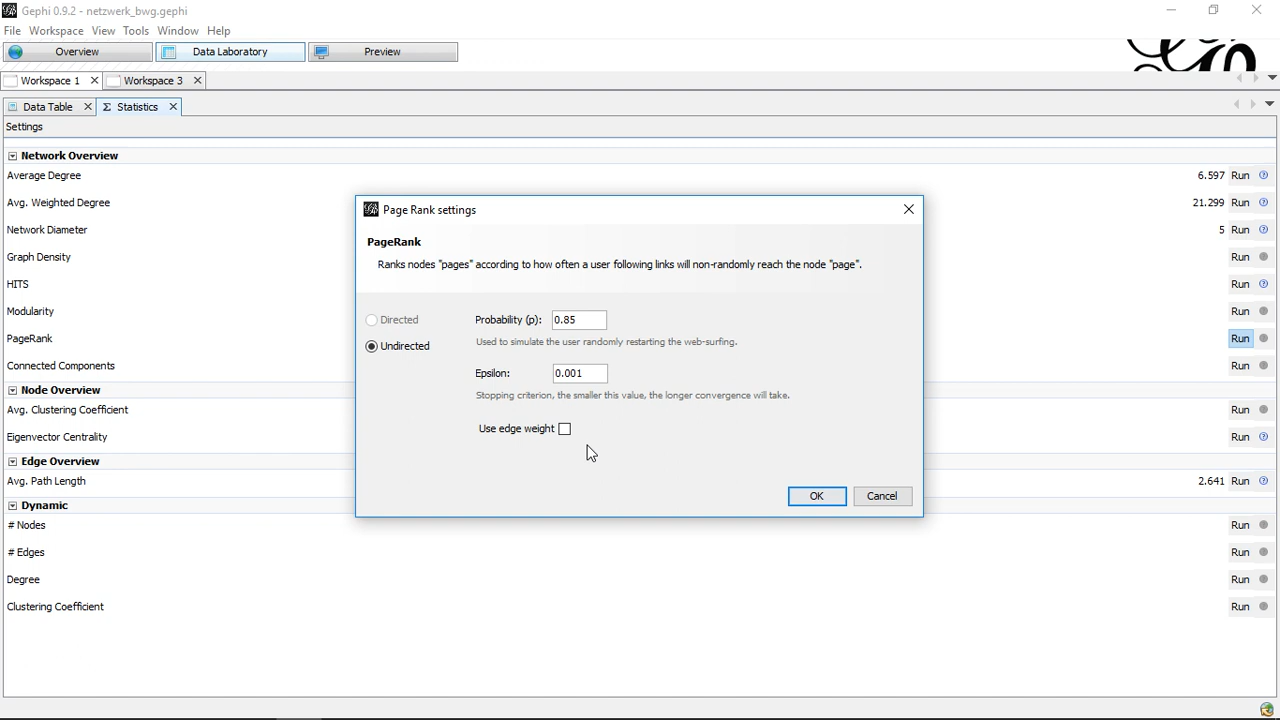 Gephi 0.9.2 - netzwerk_bwg.gephi
File Workspace View Tools Window Help
Overview Data Laboratory Preview
Workspace 1 Workspace 3
Data Table Σ Statistics
Settings
Network Overview
Average Degree 6.597 Run
Avg. Weighted Degree 21.299 Run
Network Diameter 5 Run
Graph Density Run
HITS Run
Modularity Run
PageRank Run
Connected Components Run
Node Overview
Avg. Clustering Coefficient Run
Eigenvector Centrality Run
Edge Overview
Avg. Path Length 2.641 Run
Dynamic
# Nodes Run
# Edges Run
Degree Run
Clustering Coefficient Run
Page Rank settings
PageRank
Ranks nodes "pages" according to how often a user following links will non-randomly reach the node "page".
Directed Probability (p): 0.85
Used to simulate the user randomly restarting the web-surfing.
Undirected
Epsilon: 0.001
Stopping criterion, the smaller this value, the longer convergence will take.
Use edge weight
OK Cancel